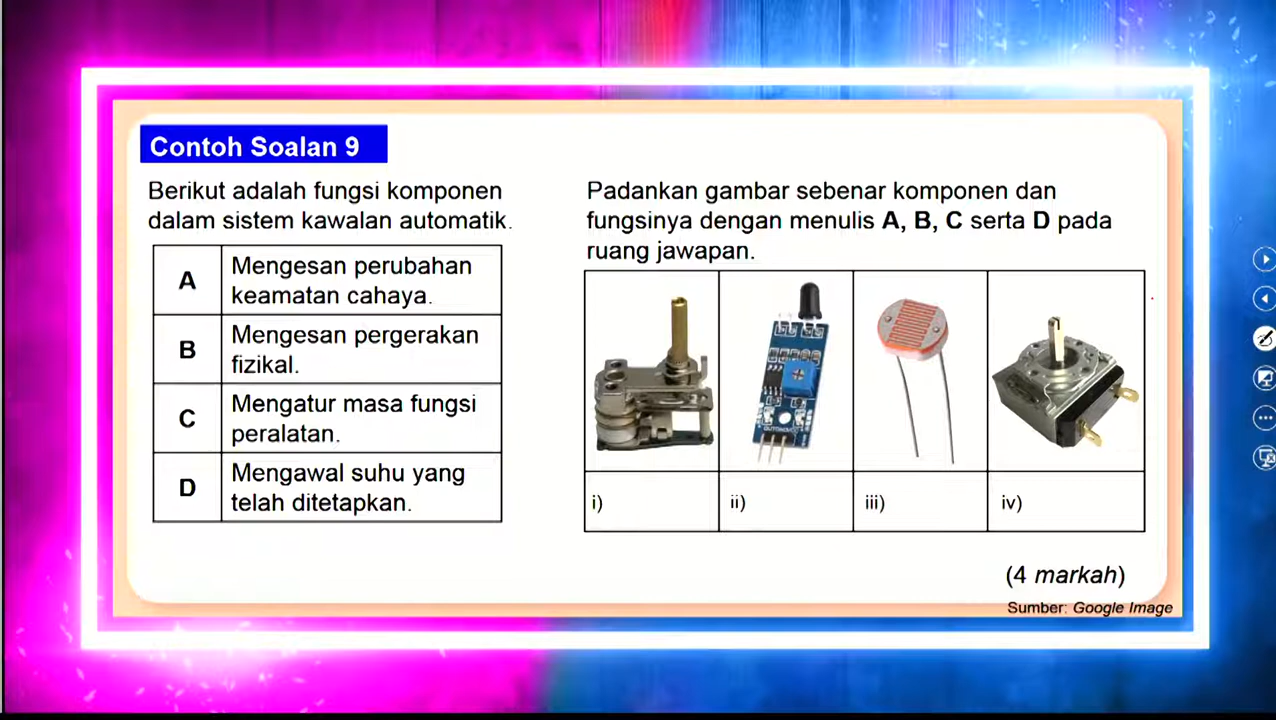 Contoh Soalan 9
Berikut adalah fungsi komponen
dalam sistem kawalan automatik.
A
Mengesan perubahan
keamatan cahaya.
B
Mengesan pergerakan
fizikal.
C
Mengatur masa fungsi
peralatan.
D
Mengawal suhu yang
telah ditetapkan.
Padankan gambar sebenar komponen dan
fungsinya dengan menulis A, B, C serta D pada
ruang jawapan.
i)
ii)
iii)
iv)
(4 markah)
Sumber: Google Image